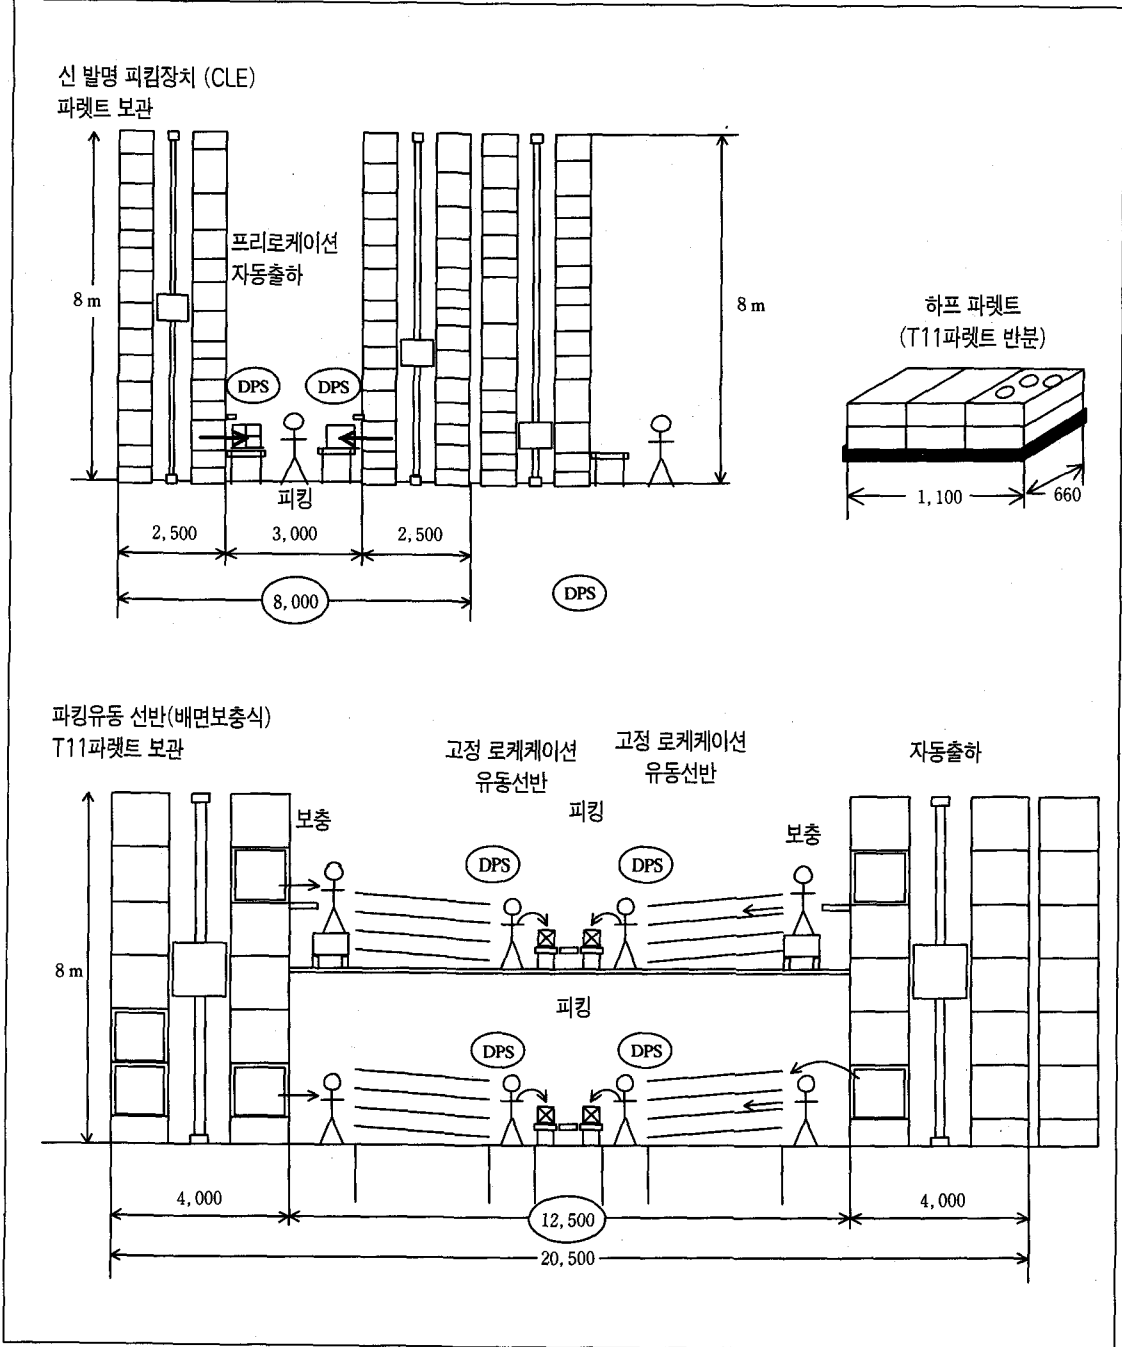 신 발명 피킴장치 (CLE)
파렛트 보관
프리로케이션
자동출하
8 m
8 m
DPS
DPS
피킹
2,500
3,000
2,500
8,000
DPS
하프 파렛트
(T11파렛트 반분)
1,100
660
파킹유동 선반(배면보충식)
T11파렛트 보관
고정 로케케이션
유동선반
고정 로케케이션
유동선반
자동출하
보충
피킹
보충
DPS
DPS
8 m
피킹
DPS
DPS
4,000
12,500
4,000
20,500